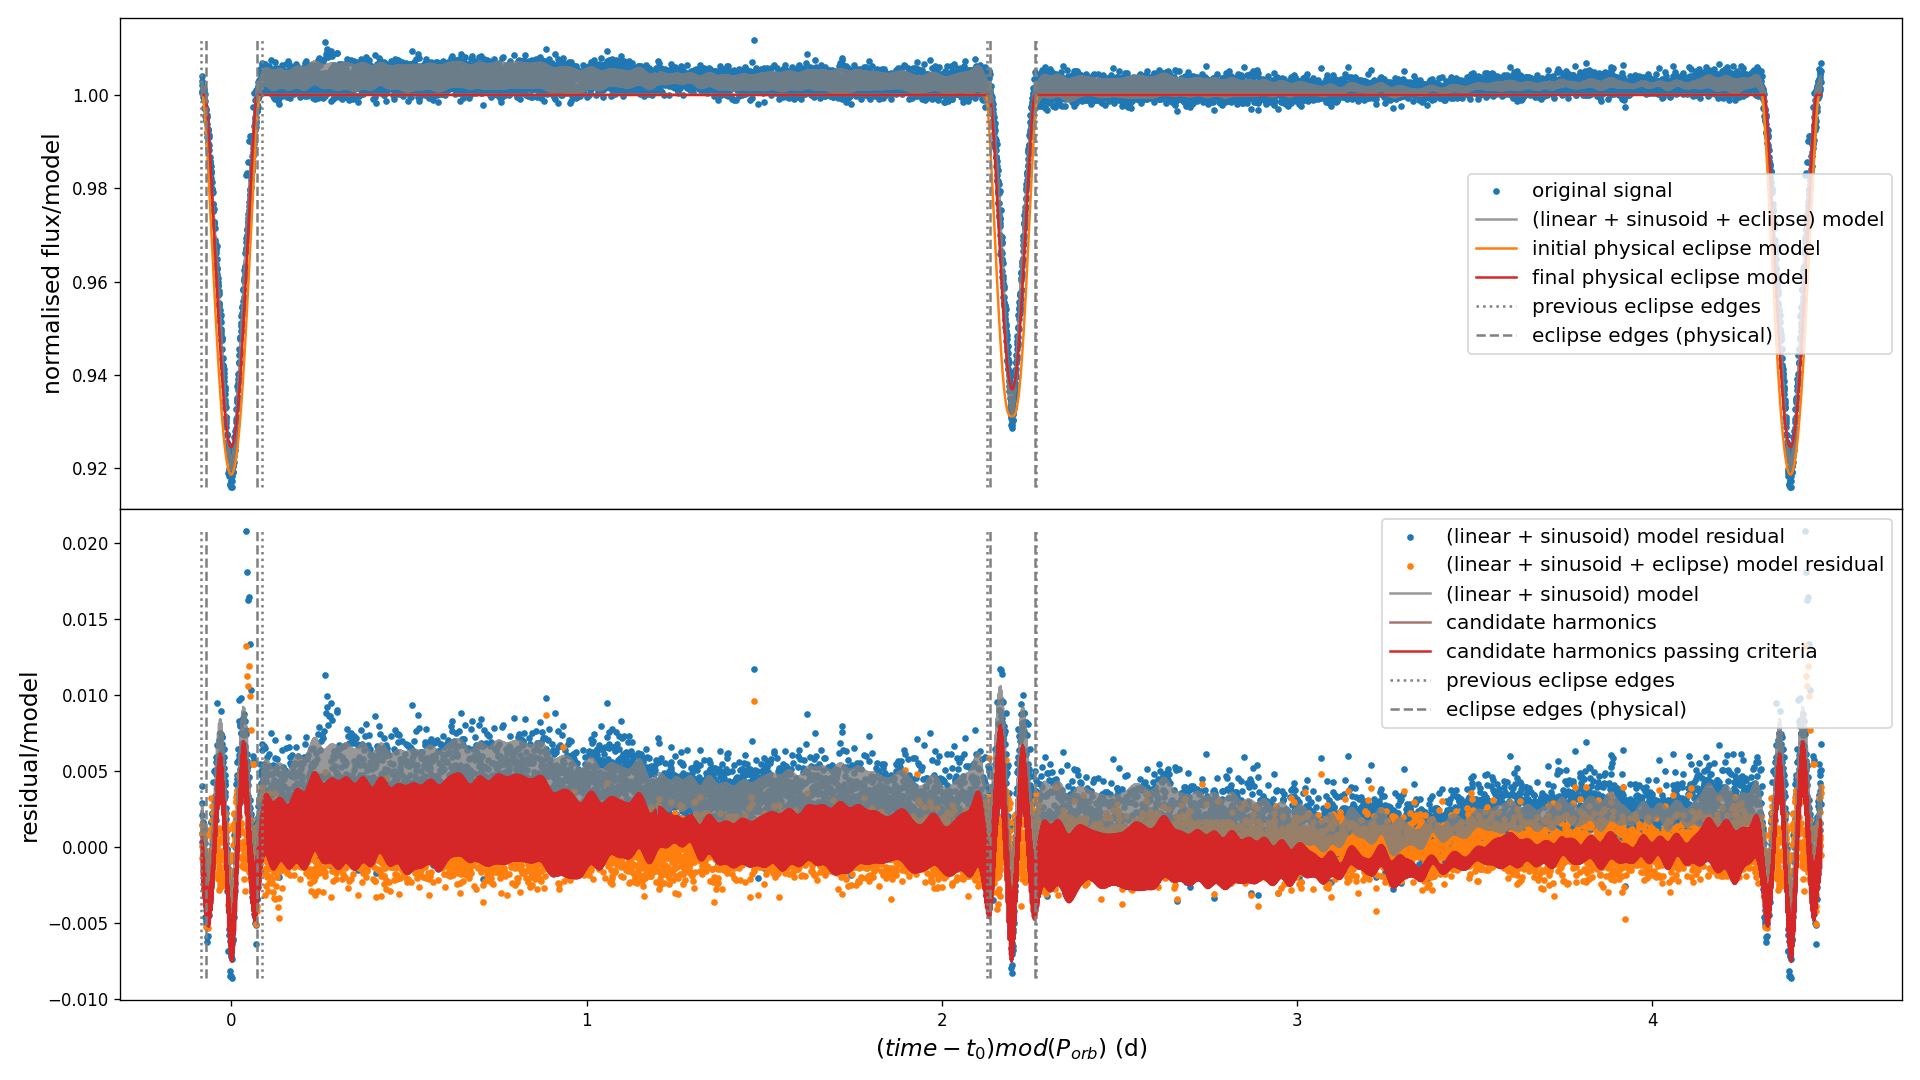 normalised flux/model
1.00
0.98
0.96
0.94
0.92
original signal
(linear + sinusoid + eclipse) model
initial physical eclipse model
final physical eclipse model
previous eclipse edges
eclipse edges (physical)
residual/model
0.020
0.015
0.010
0.005
0.000
−0.005
−0.010
(linear + sinusoid) model residual
(linear + sinusoid + eclipse) model residual
(linear + sinusoid) model
candidate harmonics
candidate harmonics passing criteria
previous eclipse edges
eclipse edges (physical)
0 1 2 3 4
(time − t₀)mod(Pₒᵣb) (d)